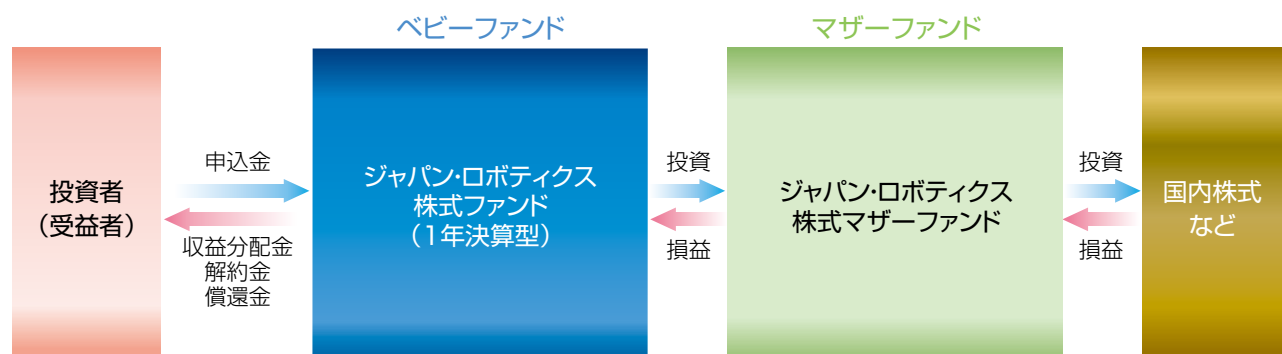 ベビーファンド
マザーファンド
投資者
（受益者）
申込金
収益分配金
解約金
償還金
ジャパン・ロボティクス
株式ファンド
（1年決算型）
投資
損益
ジャパン・ロボティクス
株式マザーファンド
投資
損益
国内株式
など